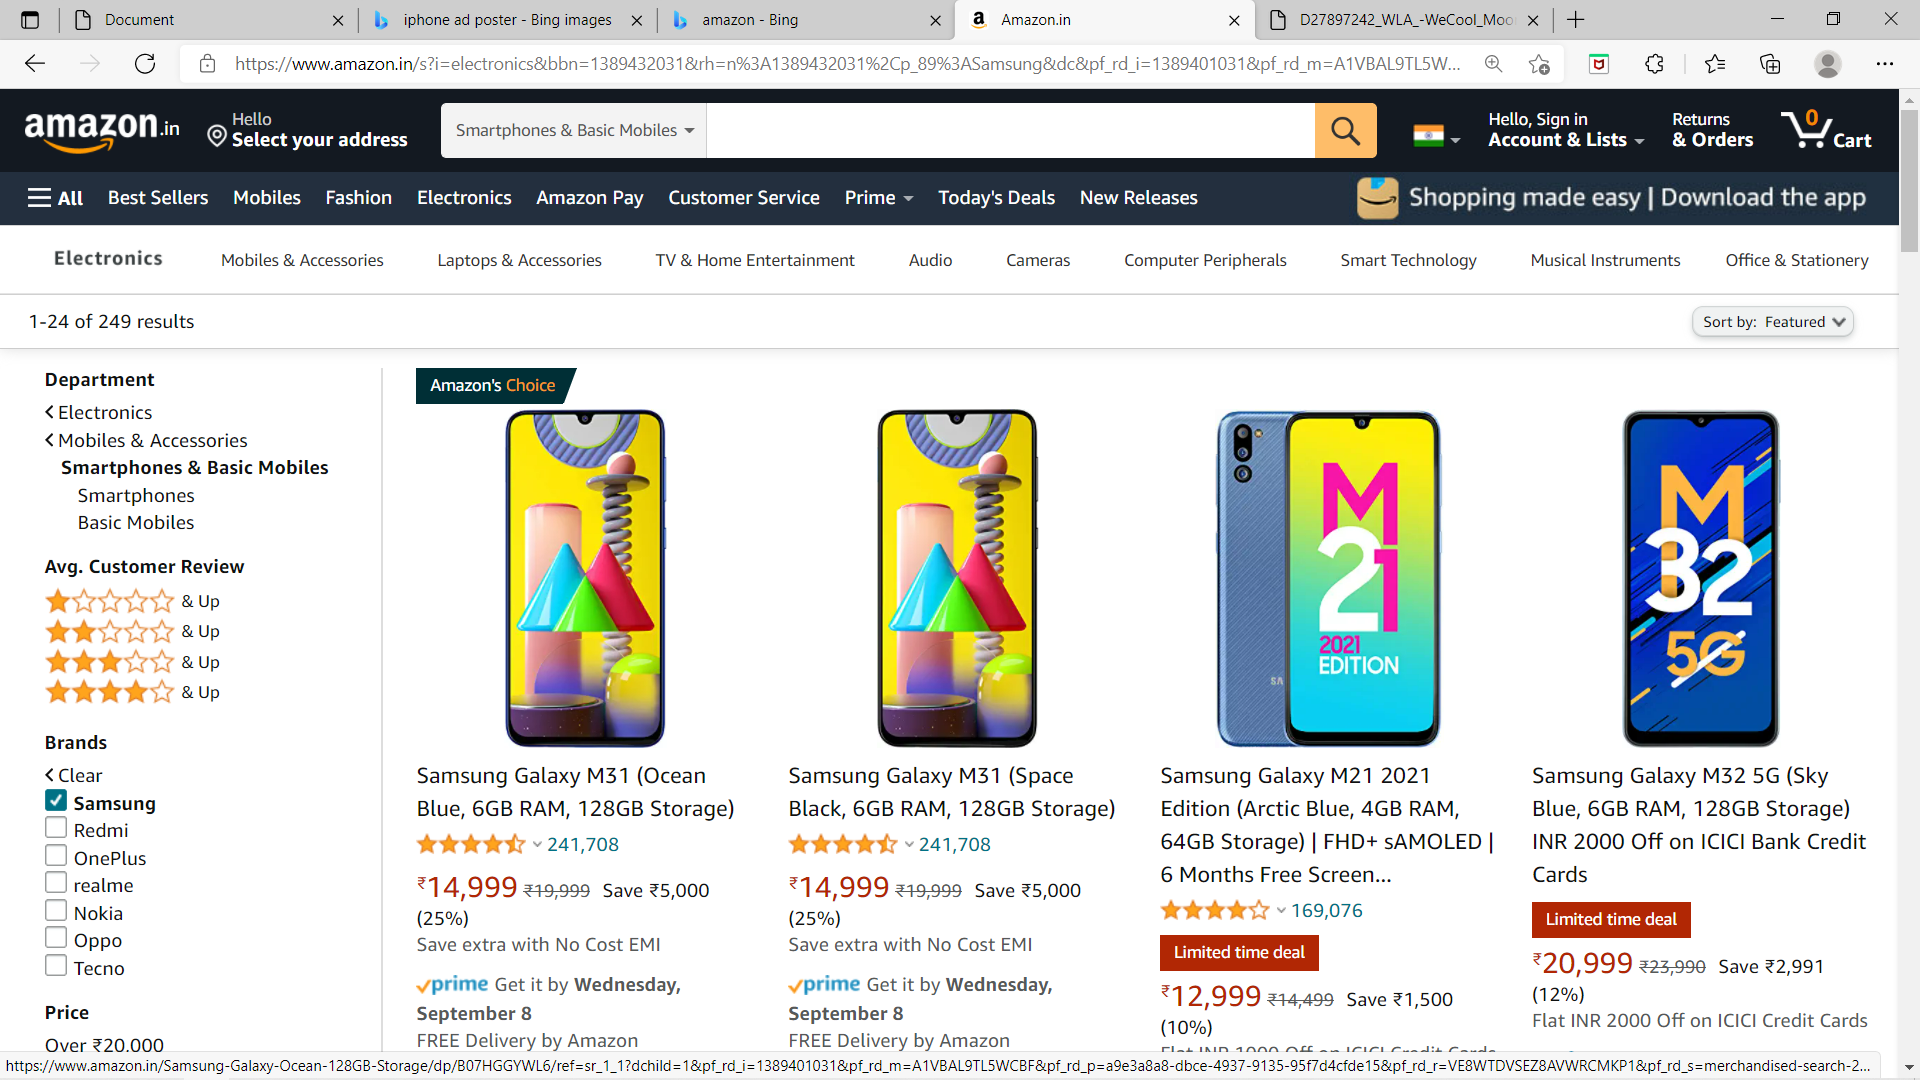 Document
iphone ad poster - Bing images
amazon - Bing
Amazon.in
D27897242_WLA_-WeCool_Moo
https://www.amazon.in/s?i=electronics&bbn=1389432031&rh=n%3A1389432031%2Cp_89%3ASamsung&dc&pf_rd_i=1389401031&pf_rd_m=A1VBAL9TL5W...
amazon.in
Hello
Select your address
Smartphones & Basic Mobiles
Hello, Sign in
Account & Lists
Returns
& Orders
0
Cart
All
Best Sellers
Mobiles
Fashion
Electronics
Amazon Pay
Customer Service
Prime
Today's Deals
New Releases
Shopping made easy | Download the app
Electronics
Mobiles & Accessories
Laptops & Accessories
TV & Home Entertainment
Audio
Cameras
Computer Peripherals
Smart Technology
Musical Instruments
Office & Stationery
1-24 of 249 results
Sort by: Featured
Department
Electronics
Mobiles & Accessories
Smartphones & Basic Mobiles
Smartphones
Basic Mobiles
Avg. Customer Review
& Up
& Up
& Up
& Up
Brands
Clear
Samsung
Redmi
OnePlus
realme
Nokia
Oppo
Tecno
Price
Over ₹20,000
Amazon's Choice
Samsung Galaxy M31 (Ocean
Blue, 6GB RAM, 128GB Storage)
241,708
₹14,999 ₹19,999 Save ₹5,000
(25%)
Save extra with No Cost EMI
prime Get it by Wednesday,
September 8
FREE Delivery by Amazon
Samsung Galaxy M31 (Space
Black, 6GB RAM, 128GB Storage)
241,708
₹14,999 ₹19,999 Save ₹5,000
(25%)
Save extra with No Cost EMI
prime Get it by Wednesday,
September 8
FREE Delivery by Amazon
SA
M
21
2021
EDITION
Samsung Galaxy M21 2021
Edition (Arctic Blue, 4GB RAM,
64GB Storage) | FHD+ sAMOLED |
6 Months Free Screen...
169,076
Limited time deal
₹12,999 ₹14,499 Save ₹1,500
(10%)
Flat INR 1000 Off on ICICI Credit Cards
M
32
5G
Samsung Galaxy M32 5G (Sky
Blue, 6GB RAM, 128GB Storage)
INR 2000 Off on ICICI Bank Credit
Cards
Limited time deal
₹20,999 ₹23,990 Save ₹2,991
(12%)
Flat INR 2000 Off on ICICI Credit Cards
https://www.amazon.in/Samsung-Galaxy-Ocean-128GB-Storage/dp/B07HGGYWL6/ref=sr_1_1?dchild=1&pf_rd_i=1389401031&pf_rd_m=A1VBAL9TL5WCBF&pf_rd_p=a9e3a8a8-dbce-4937-9135-95f7d4cfde15&pf_rd_r=VE8WTDVSEZ8AVWRCMKP1&pf_rd_s=merchandised-search-2...